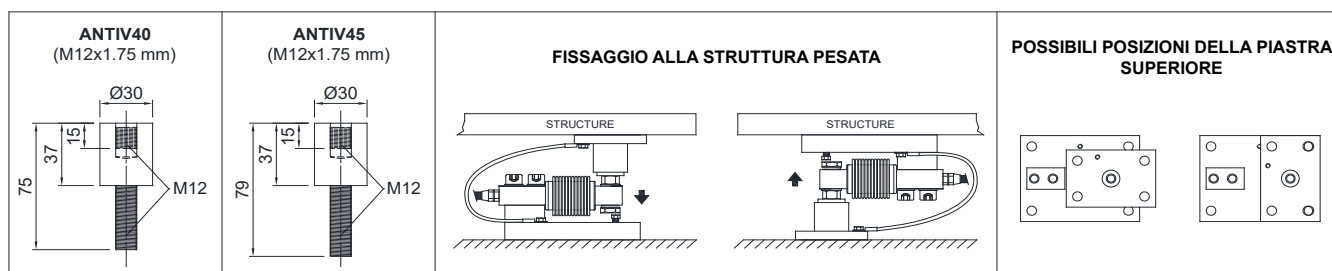 ANTIV40
(M12x1.75 mm)
Ø30
15
37
75
M12
ANTIV45
(M12x1.75 mm)
Ø30
15
37
79
M12
FISSAGGIO ALLA STRUTTURA PESATA
STRUCTURE
STRUCTURE
POSSIBILI POSIZIONI DELLA PIASTRA
SUPERIORE